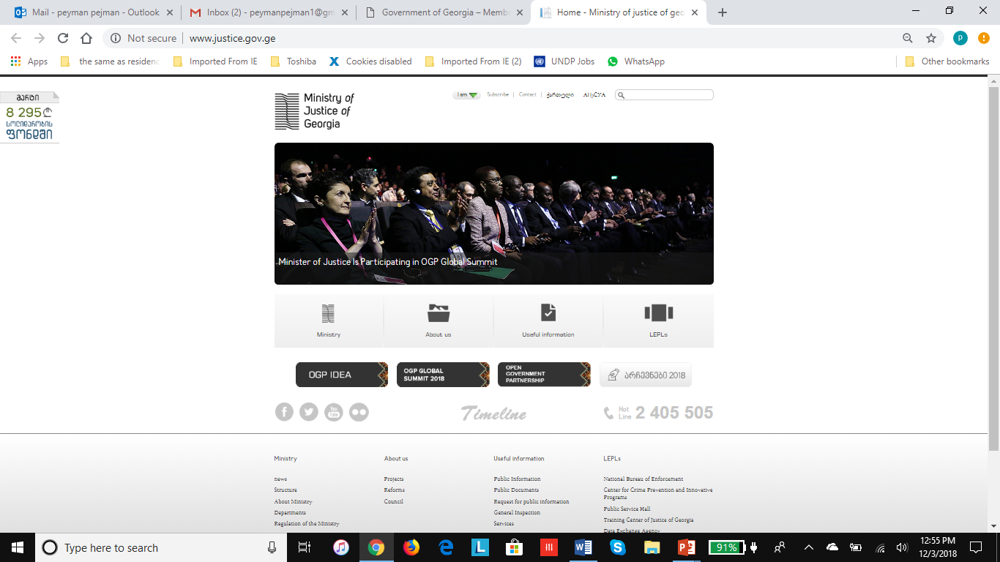 Mail - peyman pejman - Outlook
Inbox (2) - peymanpejman1@gm
Government of Georgia – Memb
Home - Ministry of justice of geo
Not secure | www.justice.gov.ge
p
Apps
the same as residenc
Imported From IE
Toshiba
Cookies disabled
Imported From IE (2)
UNDP Jobs
WhatsApp
Other bookmarks
მარტი
8 295₾
სოლიდარობის
ფონდში
Ministry of
Justice of
Georgia
I am
Subscribe | Contact | ქართული
АҦСУА
Minister of Justice Is Participating in OGP Global Summit
Ministry
About us
Useful information
LEPLs
OGP IDEA
OGP GLOBAL
SUMMIT 2018
OPEN
GOVERNMENT
PARTNERSHIP
არჩევნები 2018
You
Tube
Timeline
Hot
Line
2 405 505
Ministry
news
Structure
About Ministry
Departments
Regulation of the Ministry
About us
Projects
Reforms
Council
Useful information
Public Information
Public Documents
Request for public information
General Inspection
Services
LEPLs
National Bureau of Enforcement
Center for Crime Prevention and Innovative
Programs
Public Service Hall
Training Center of Justice of Georgia
Data Exchange Agency
Type here to search
91%
12:55 PM
12/3/2018